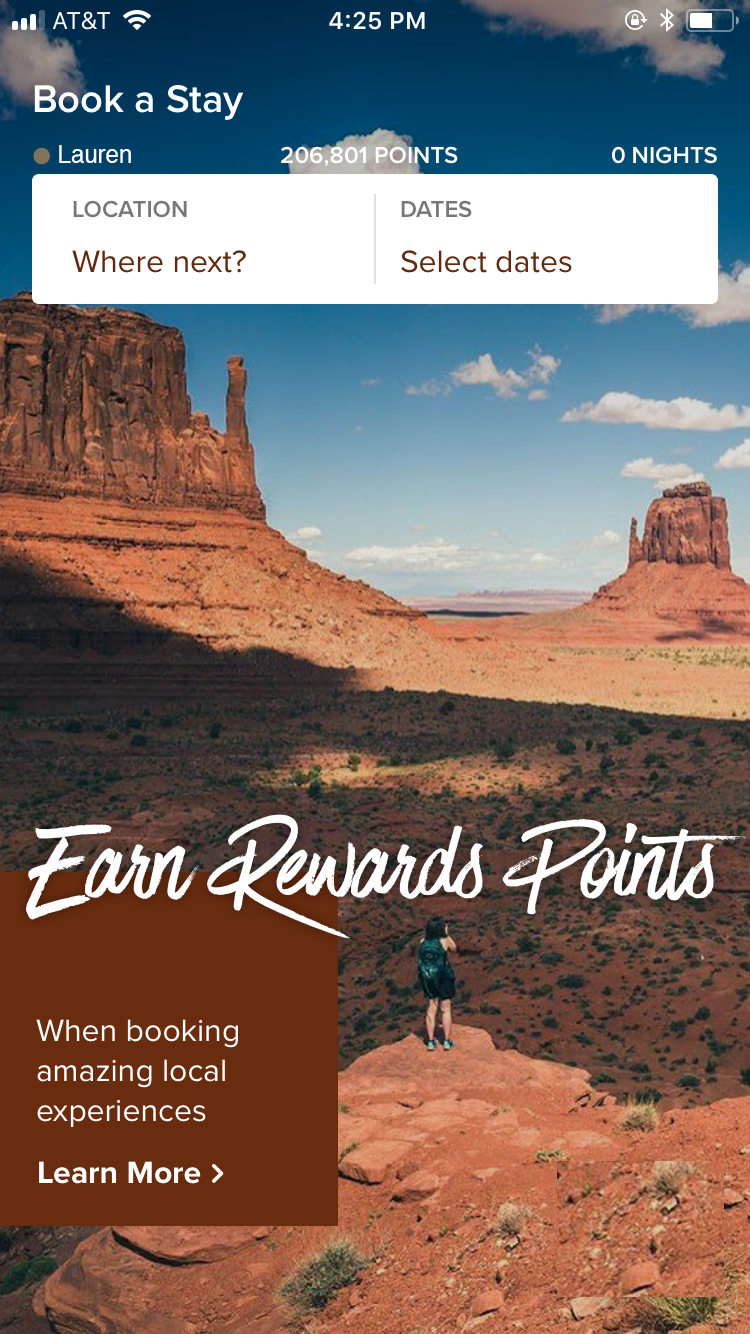 AT&T 4:25 PM
Book a Stay
Lauren 206,801 POINTS 0 NIGHTS
LOCATION DATES
Where next? Select dates
Earn Rewards Points
When booking
amazing local
experiences
Learn More >